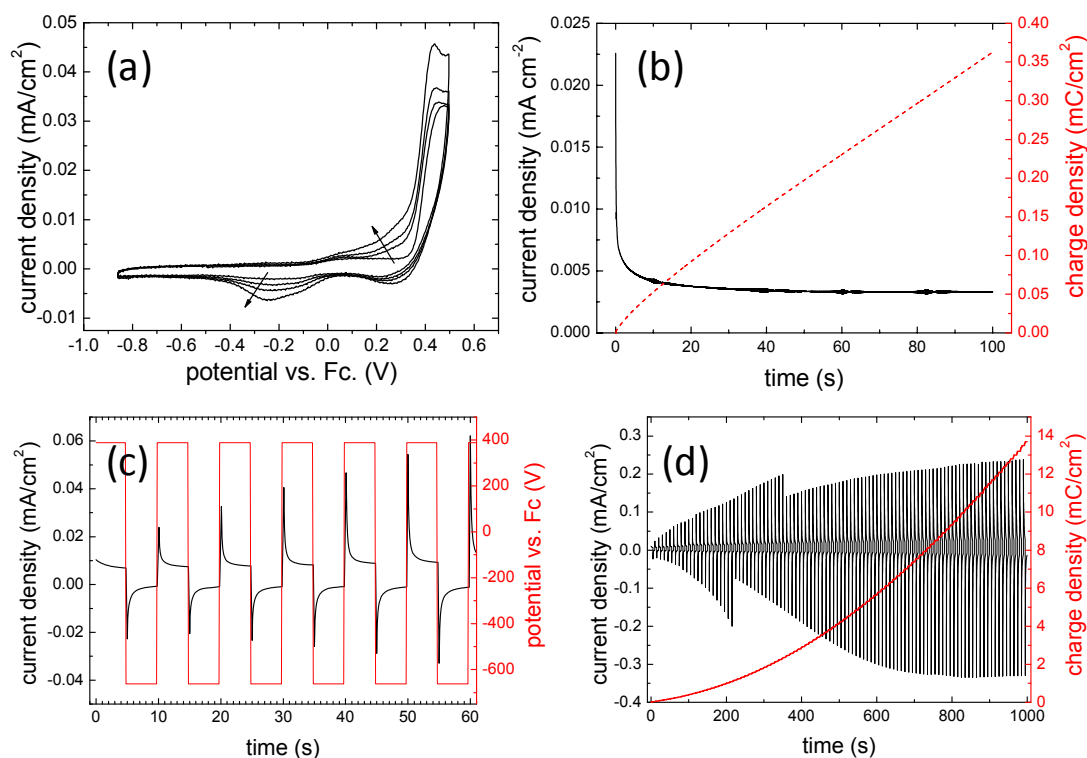 (a)
current density (mA/cm²)
0.05
0.04
0.03
0.02
0.01
0.00
-0.01
-1.0 -0.8 -0.6 -0.4 -0.2 0.0 0.2 0.4 0.6
potential vs. Fc. (V)
(b)
current density (mA cm⁻²)
0.025
0.020
0.015
0.010
0.005
0.000
0 20 40 60 80 100
time (s)
0.40
0.35
0.30
0.25
0.20
0.15
0.10
0.05
0.00
charge density (mC/cm²)
(c)
current density (mA/cm²)
0.06
0.04
0.02
0.00
-0.02
-0.04
0 10 20 30 40 50 60
time (s)
400
200
0
-200
-400
-600
potential vs. Fc (V)
(d)
current density (mA/cm²)
0.3
0.2
0.1
0.0
-0.1
-0.2
-0.3
-0.4
0 200 400 600 800 1000
time (s)
14
12
10
8
6
4
2
0
charge density (mC/cm²)